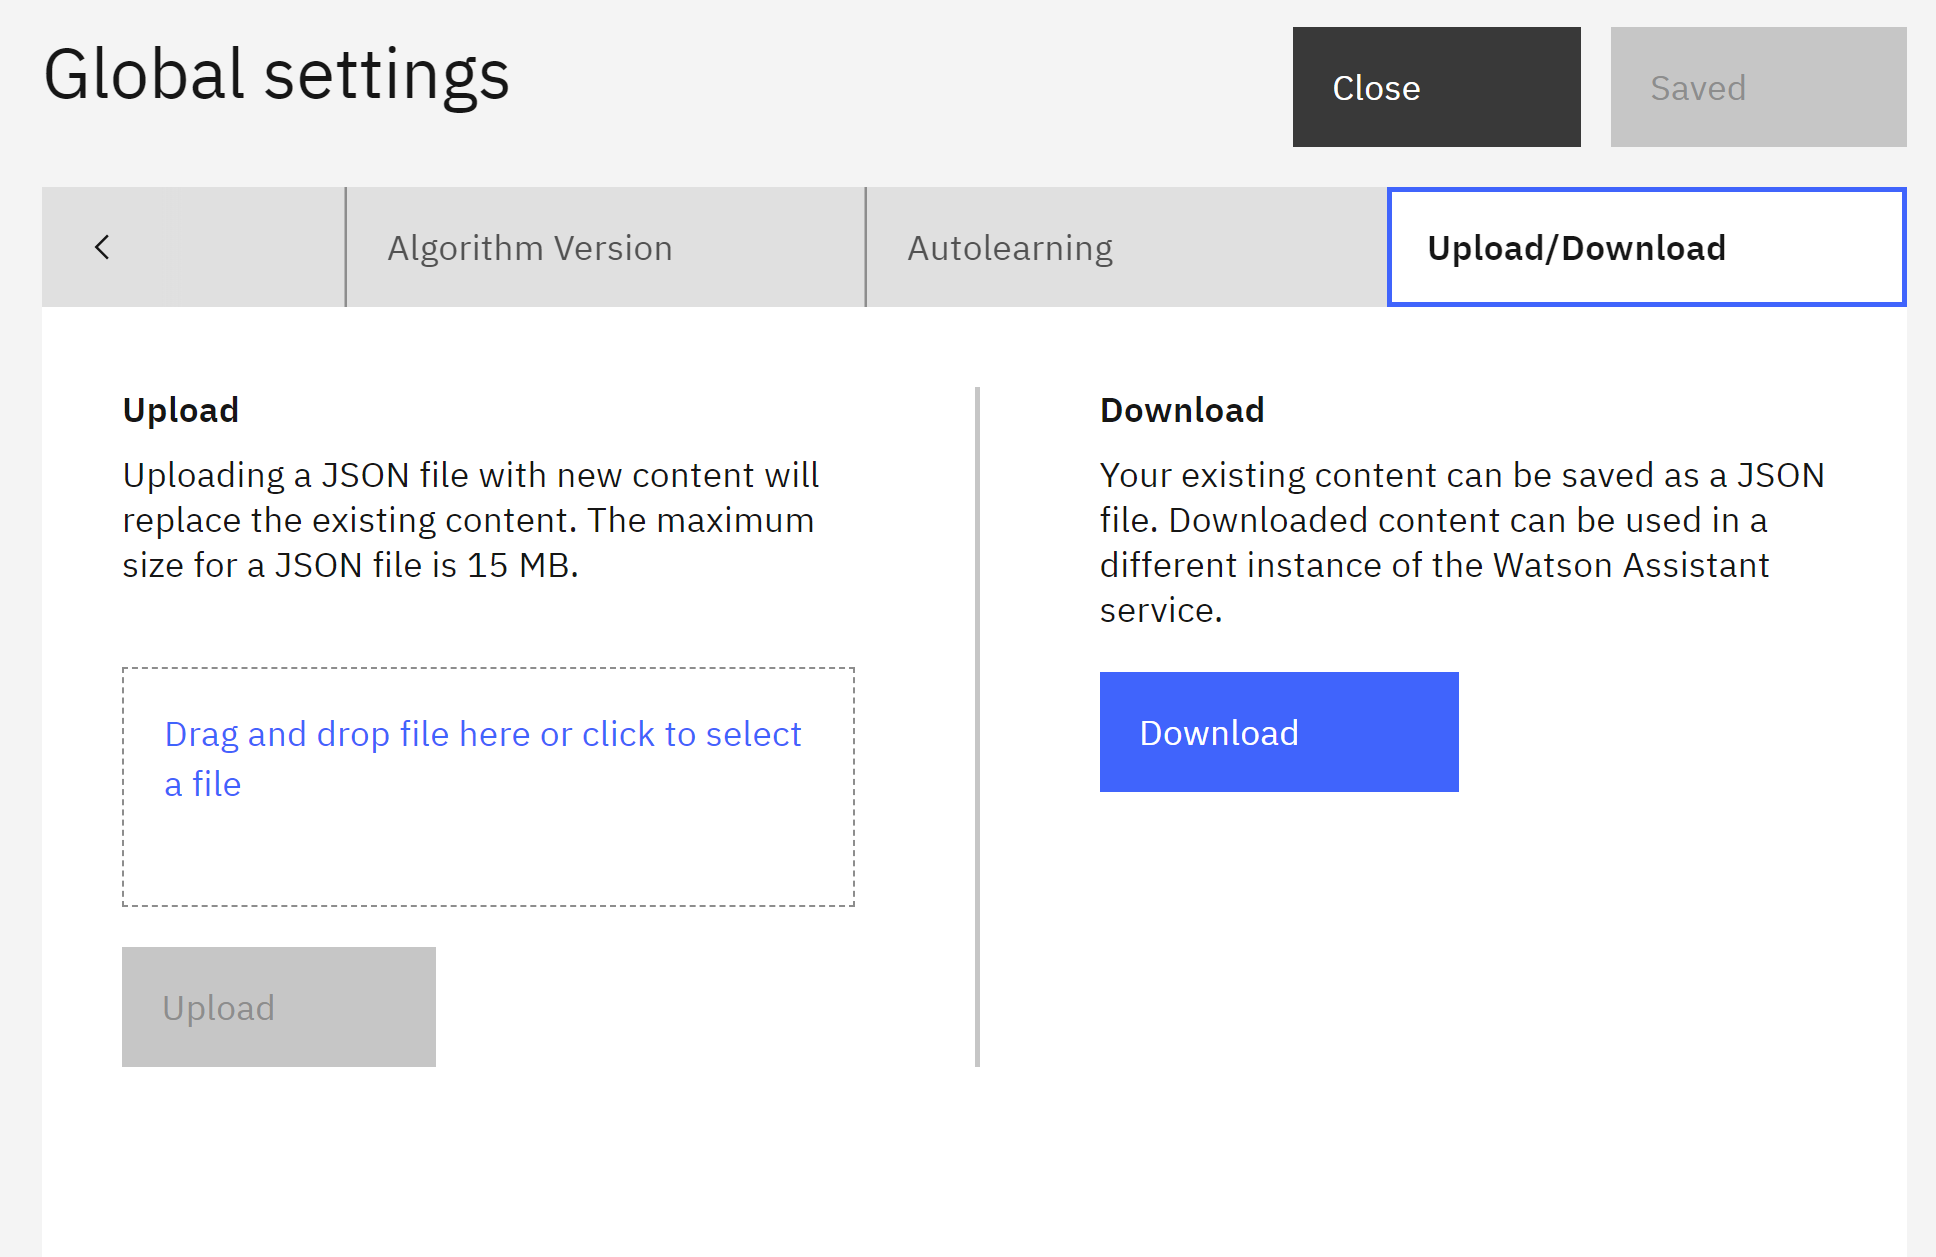 Global settings
Close
Saved
Algorithm Version
Autolearning
Upload/Download
Upload
Uploading a JSON file with new content will
replace the existing content. The maximum
size for a JSON file is 15 MB.
Drag and drop file here or click to select
a file
Upload
Download
Your existing content can be saved as a JSON
file. Downloaded content can be used in a
different instance of the Watson Assistant
service.
Download